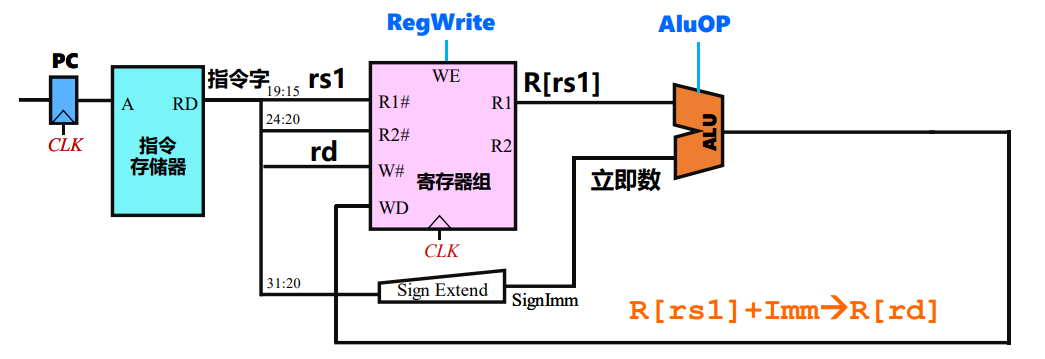 RegWrite
AluOP
PC
指令字
rs1
WE
R[rs1]
19:15
A
RD
R1#
R1
24:20
CLK
指令
存储器
R2#
R2
ALU
rd
W#
寄存器组
立即数
WD
CLK
31:20
Sign Extend
SignImm
R[rs1]+Imm→R[rd]